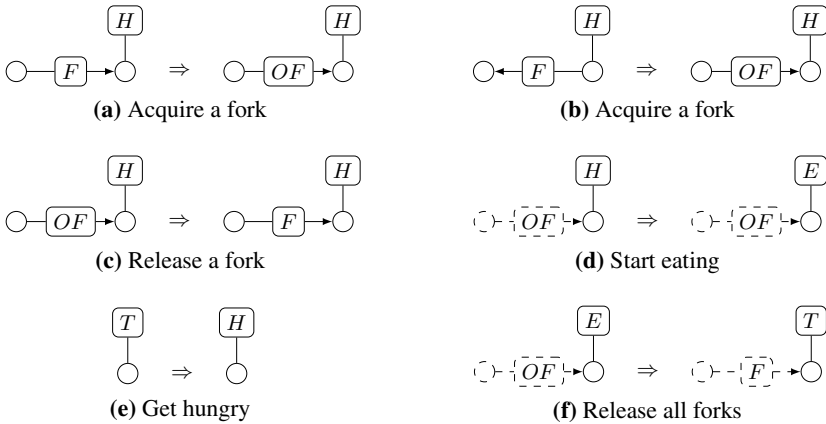 H H H H
F ⇒ OF F ⇒ OF
(a) Acquire a fork (b) Acquire a fork
H H H E
OF ⇒ F OF ⇒ OF
(c) Release a fork (d) Start eating
T H E T
⇒ OF ⇒ F
(e) Get hungry (f) Release all forks